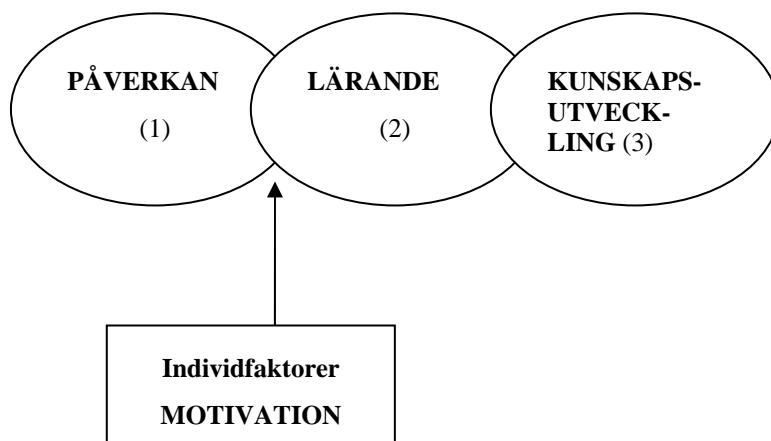 PÅVERKAN
(1)
LÄRANDE
(2)
KUNSKAPS-
UTVECK-
LING (3)
Individfaktorer
MOTIVATION